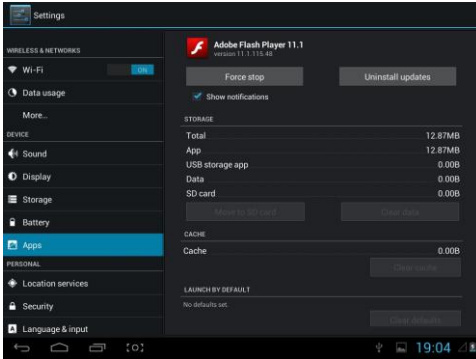 Settings
WIRELESS & NETWORKS
Wi-Fi ON
Data usage
More...
DEVICE
Sound
Display
Storage
Battery
Apps
PERSONAL
Location services
Security
Language & input
Adobe Flash Player 11.1
version 11.1.115.48
Force stop Uninstall updates
Show notifications
STORAGE
Total 12.87MB
App 12.87MB
USB storage app 0.00B
Data 0.00B
SD card 0.00B
Move to SD card Clear data
CACHE
Cache 0.00B
Clear cache
LAUNCH BY DEFAULT
No defaults set.
Clear defaults
19:04